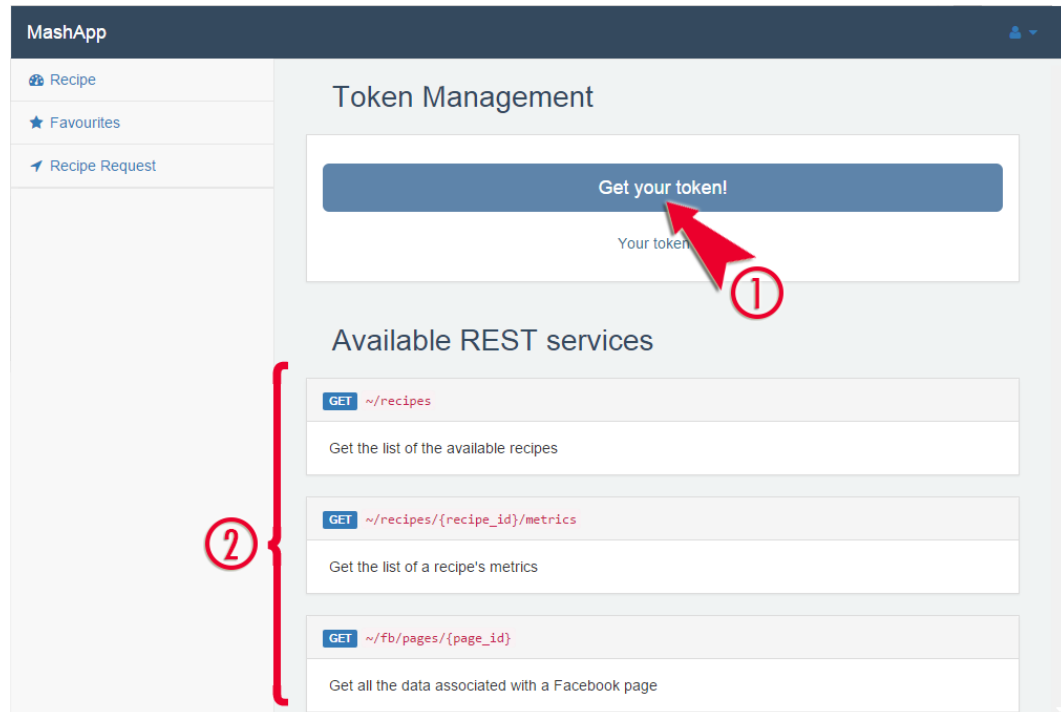 MashApp
Recipe
Favourites
Recipe Request
Token Management
Get your token!
Your token
1
Available REST services
2
GET ~/recipes
Get the list of the available recipes
GET ~/recipes/{recipe_id}/metrics
Get the list of a recipe's metrics
GET ~/fb/pages/{page_id}
Get all the data associated with a Facebook page